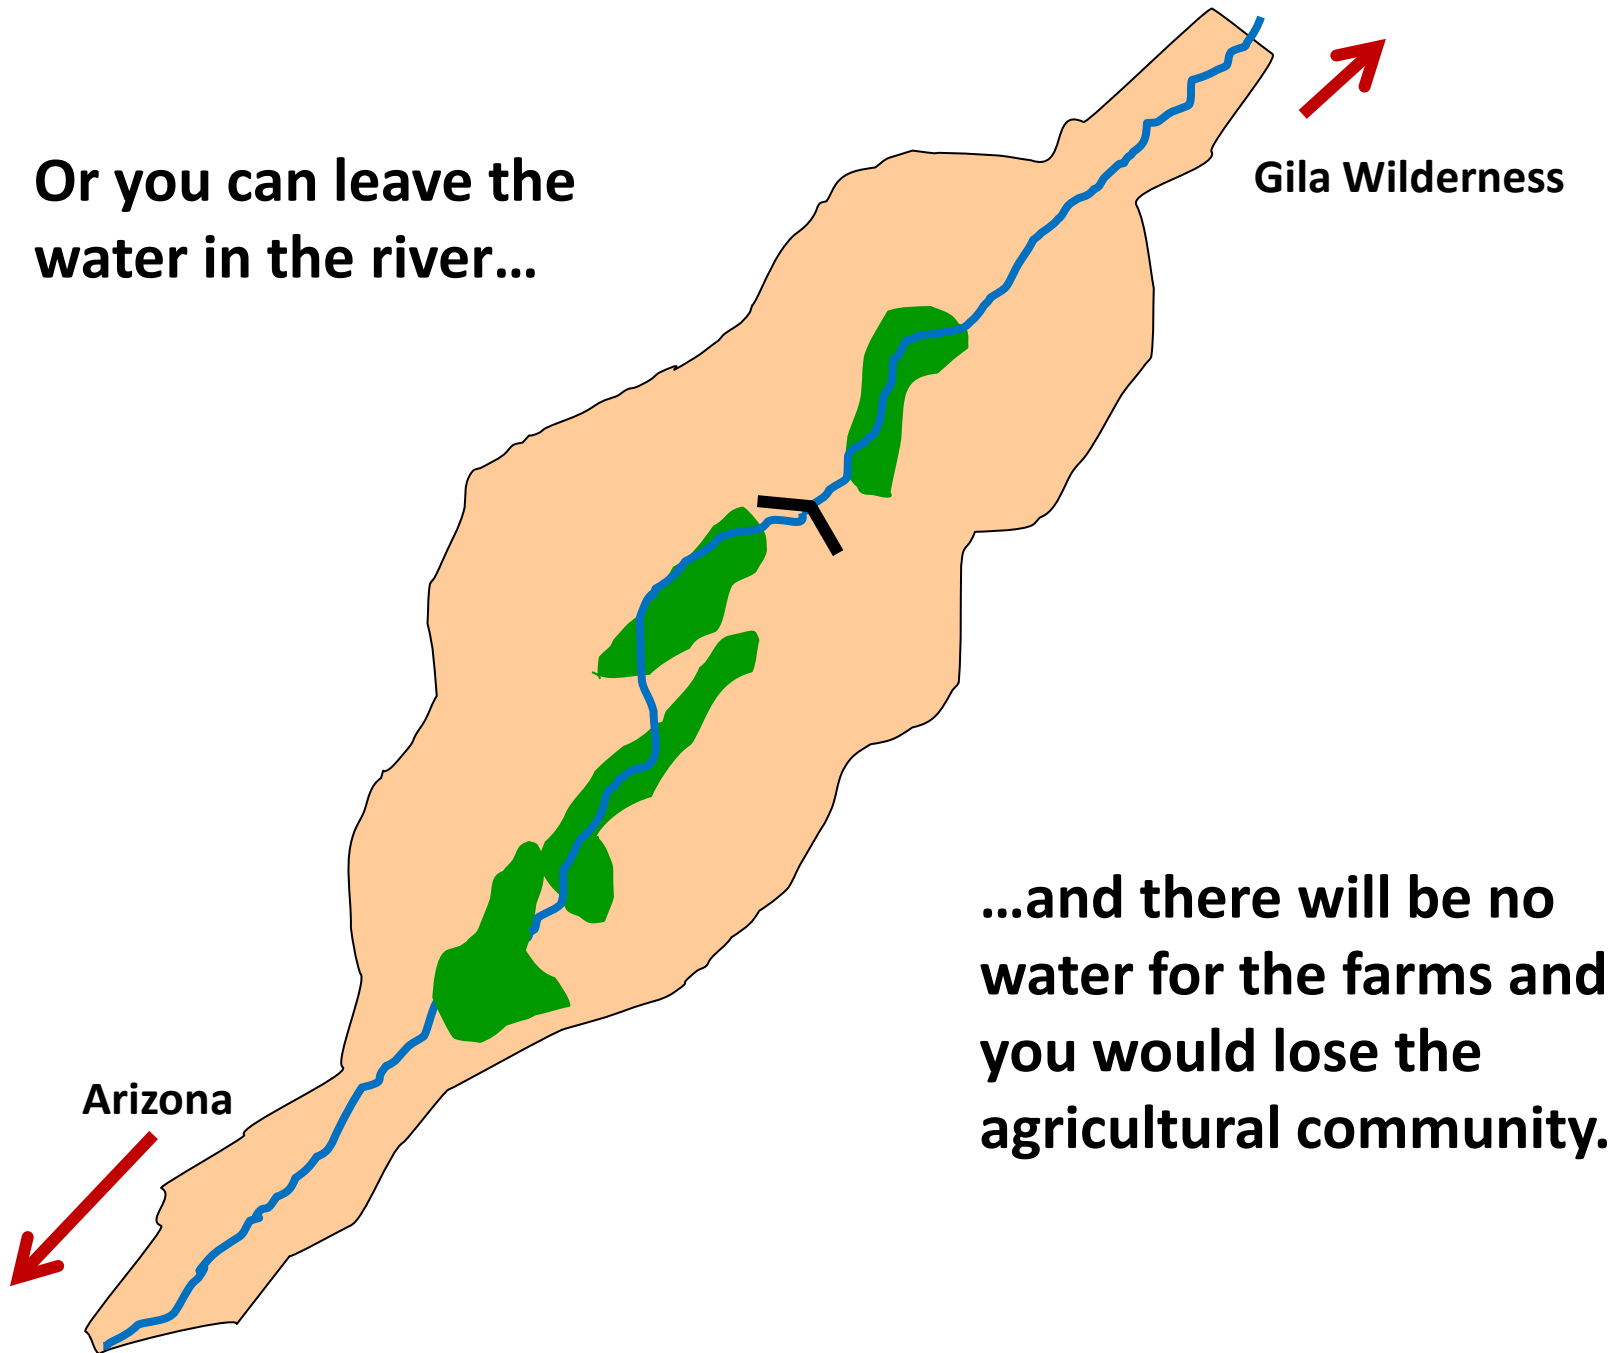 Or you can leave the
water in the river…
Gila Wilderness
…and there will be no
water for the farms and
you would lose the
agricultural community.
Arizona